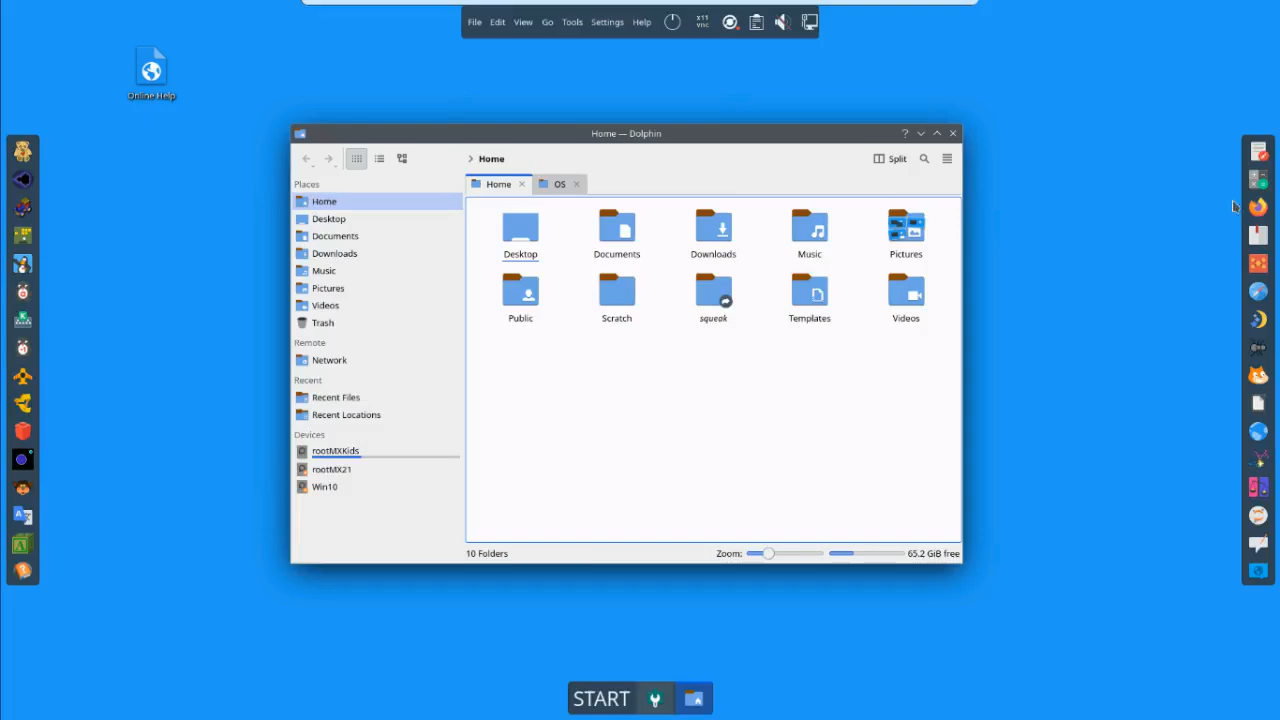 File Edit View Go Tools Settings Help
x11
vnc
Online Help
Home — Dolphin
Home
Split
Places
Home
Desktop
Documents
Downloads
Music
Pictures
Videos
Trash
Remote
Network
Recent
Recent Files
Recent Locations
Devices
rootMXKids
rootMX21
Win10
Home
OS
Desktop Documents Downloads Music Pictures
Public Scratch squeak Templates Videos
10 Folders
Zoom:
65.2 GiB free
START